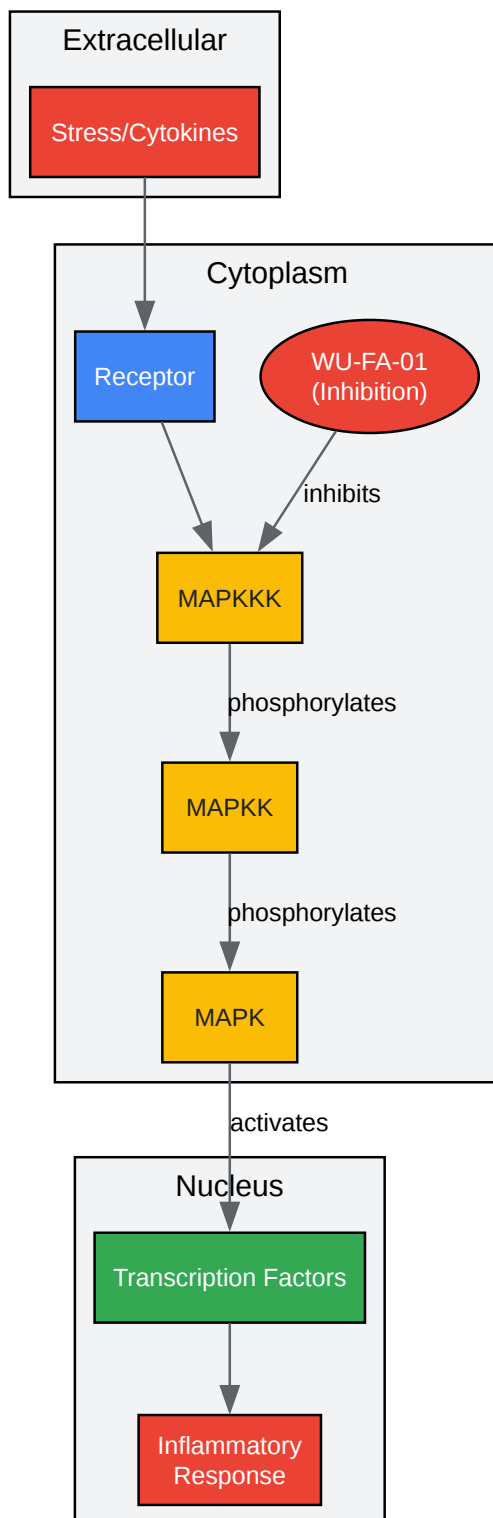 Extracellular
Stress/Cytokines
Cytoplasm
Receptor
WU-FA-01
(Inhibition)
inhibits
MAPKKK
phosphorylates
MAPKK
phosphorylates
MAPK
activates
Nucleus
Transcription Factors
Inflammatory
Response